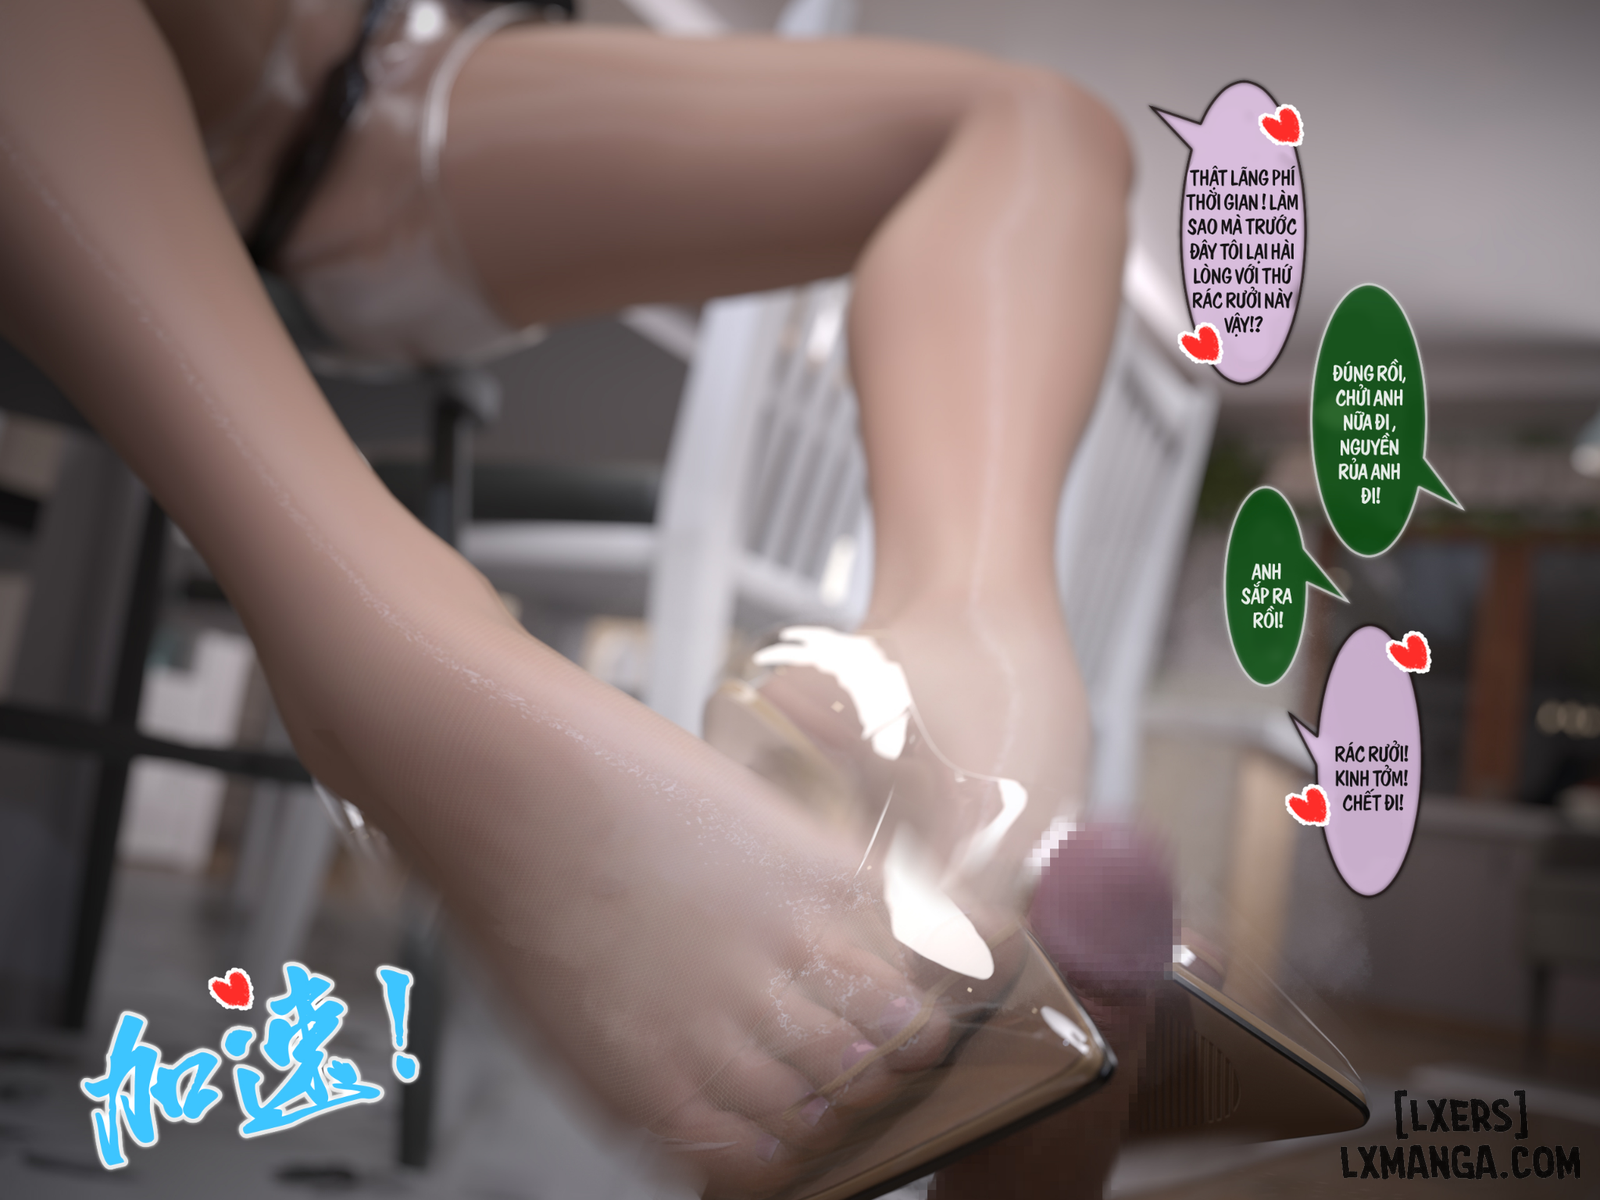 THẬT LÃNG PHÍ
THỜI GIAN ! LÀM
SAO MÀ TRƯỚC
ĐÂY TÔI LẠI HÀI
LÒNG VỚI THỨ
RÁC RƯỞI NÀY
VẬY!?
ĐÚNG RỒI,
CHỬI ANH
NỮA ĐI ,
NGUYỀN
RỦA ANH
ĐI!
ANH
SẮP RA
RỒI!
RÁC RƯỞI!
KINH TỞM!
CHẾT ĐI!
加速!
[LXERS]
LXMANGA.COM